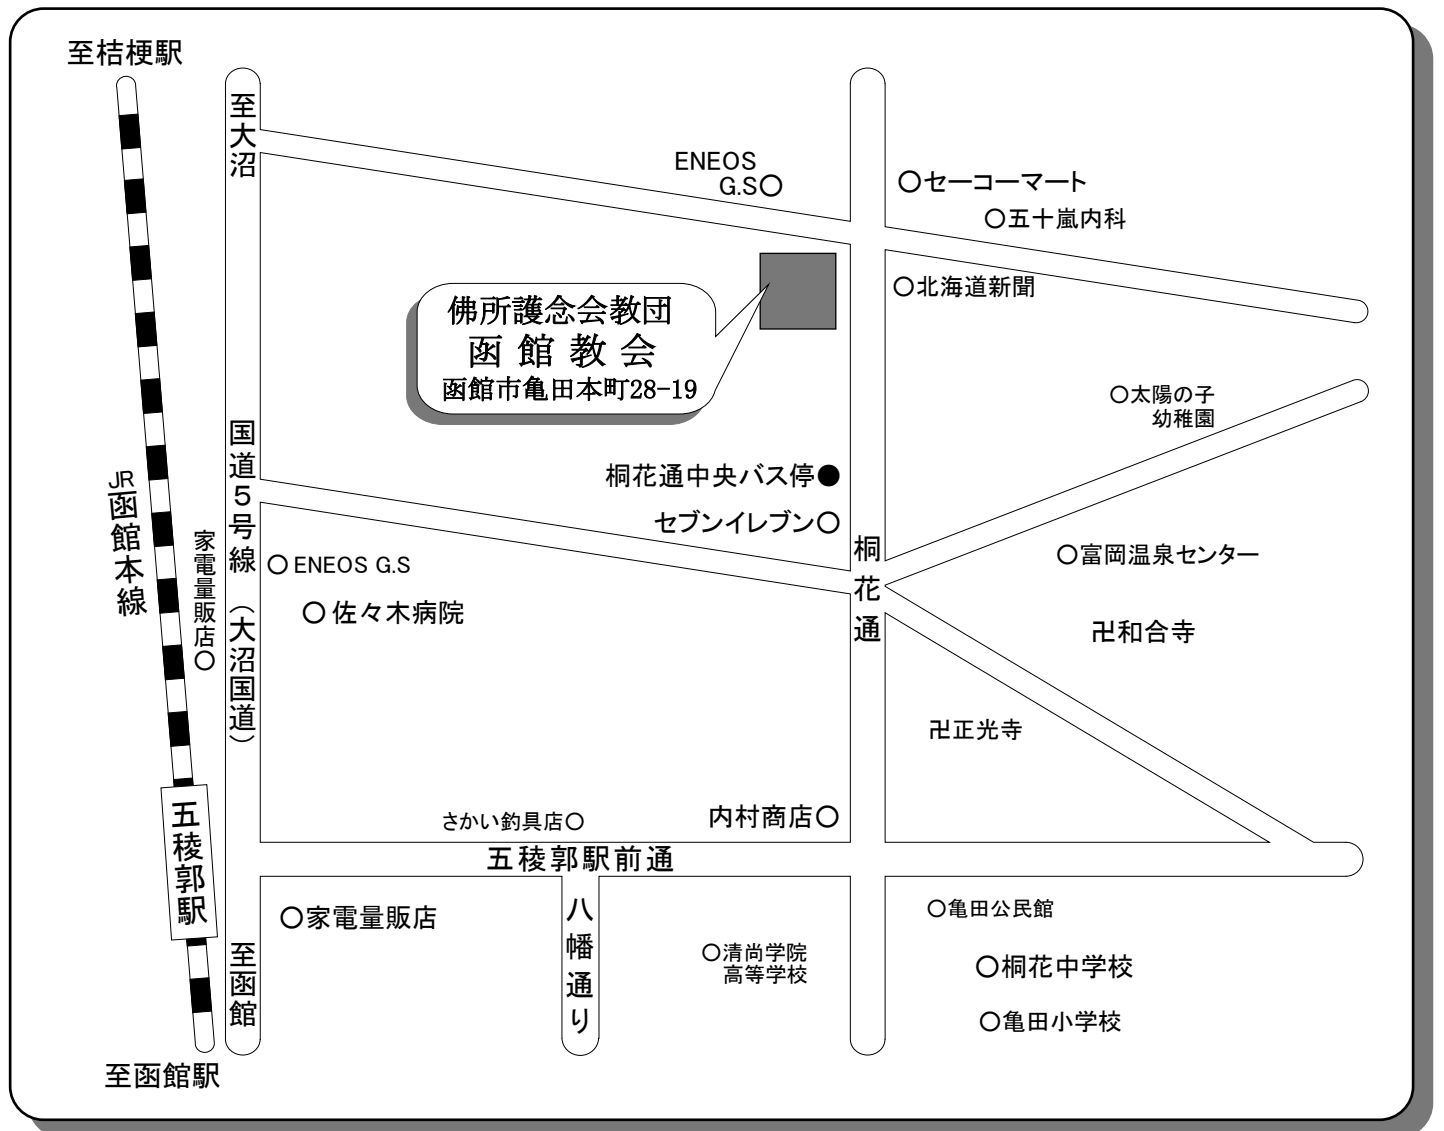 至桔梗駅
至大沼
ENEOS
G.S
セーコーマート
五十嵐内科
北海道新聞
佛所護念会教団
函館教会
函館市亀田本町28-19
太陽の子
幼稚園
国道5号線（大沼国道）
JR函館本線
桐花通中央バス停
セブンイレブン
桐花通
家電量販店
ENEOS G.S
富岡温泉センター
佐々木病院
卍和合寺
卍正光寺
五稜郭駅
さかい釣具店
内村商店
五稜郭駅前通
家電量販店
八幡通り
亀田公民館
至函館
清尚学院
高等学校
桐花中学校
亀田小学校
至函館駅